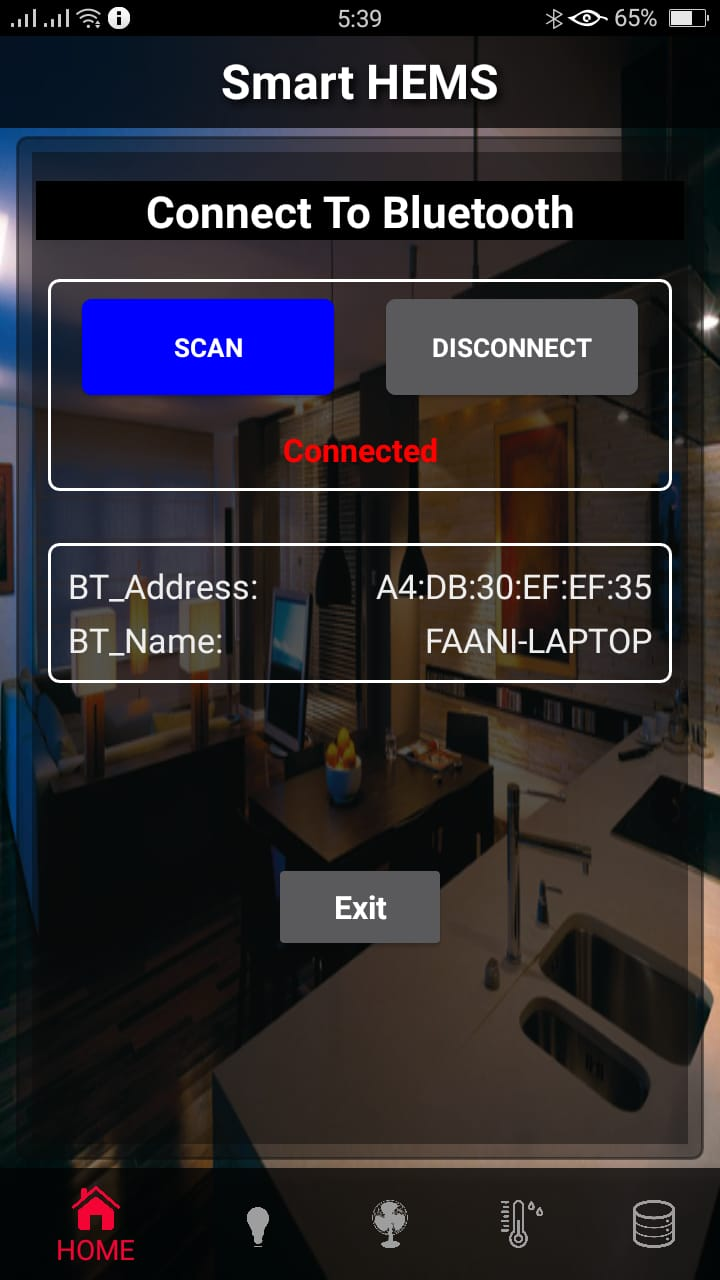 5:39 65%
Smart HEMS
Connect To Bluetooth
SCAN DISCONNECT
Connected
BT_Address: A4:DB:30:EF:EF:35
BT_Name: FAANI-LAPTOP
Exit
HOME